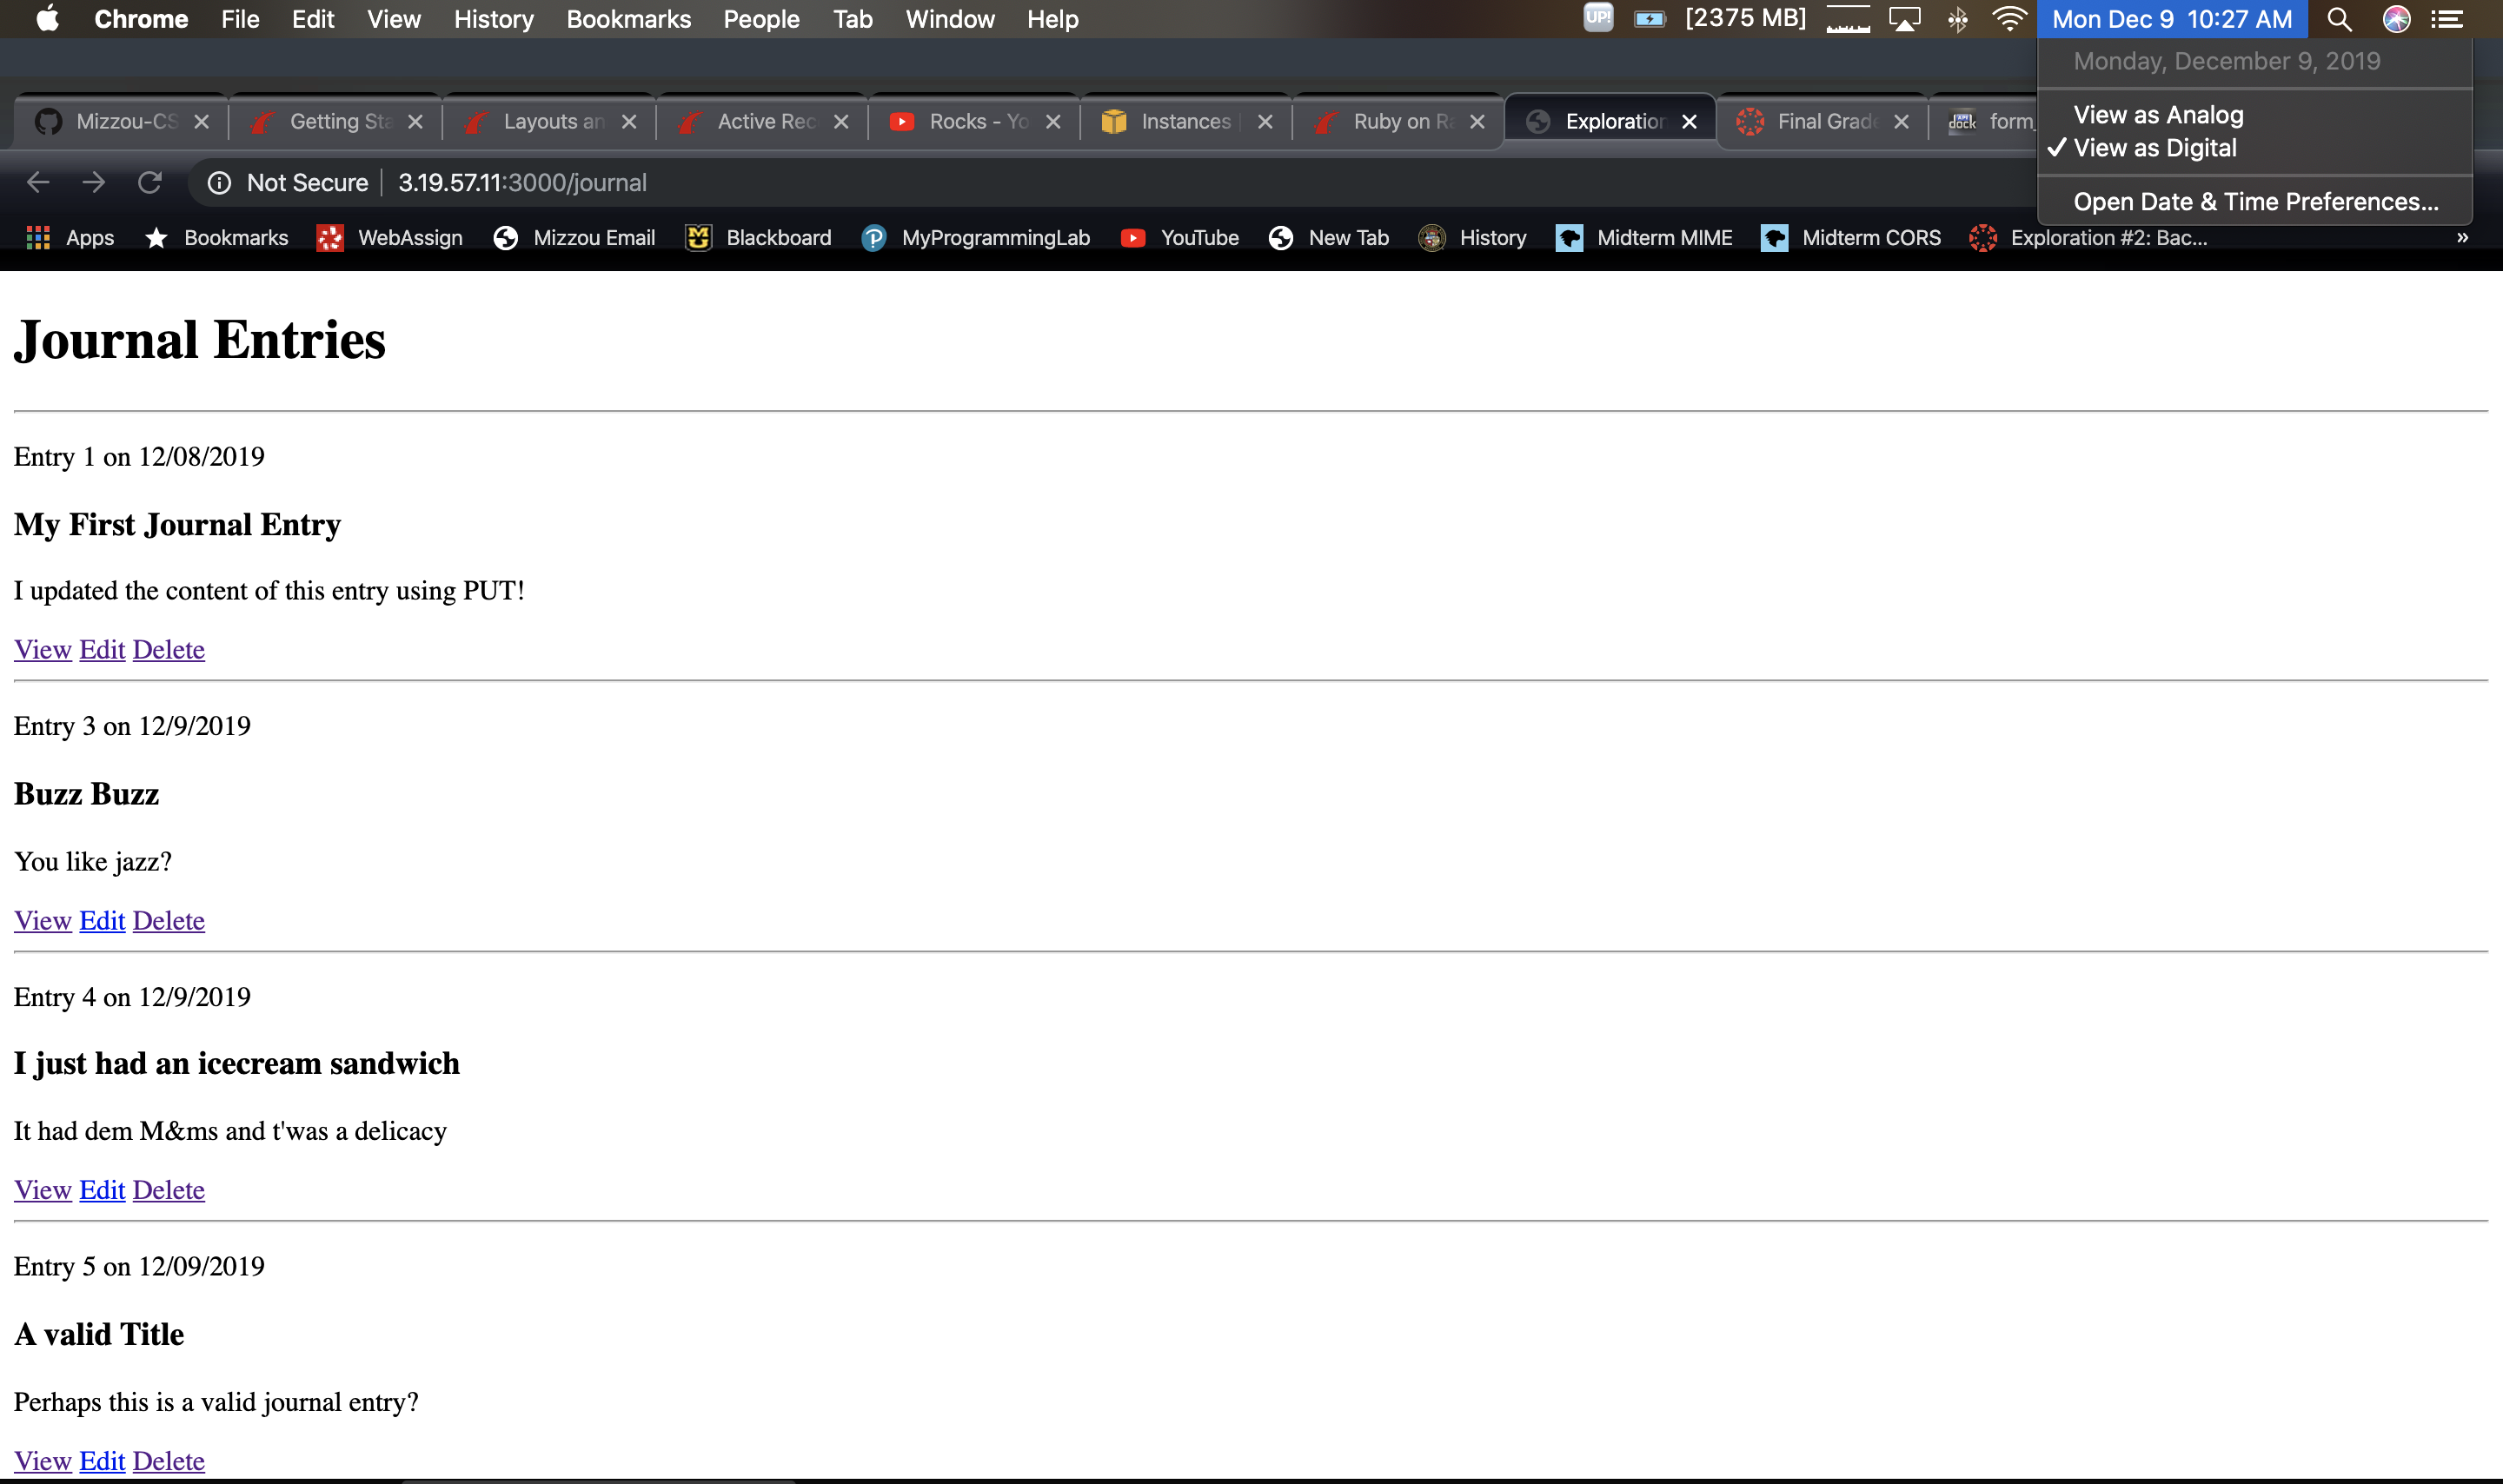 Chrome File Edit View History Bookmarks People Tab Window Help UP! [2375 MB] Mon Dec 9 10:27 AM
Monday, December 9, 2019
View as Analog
✓ View as Digital
Open Date & Time Preferences...
Mizzou-CS Getting Sta Layouts an Active Rec Rocks - Yo Instances Ruby on Ra Exploration Final Grade dock form_
Not Secure 3.19.57.11:3000/journal
Apps Bookmarks WebAssign Mizzou Email Blackboard MyProgrammingLab YouTube New Tab History Midterm MIME Midterm CORS Exploration #2: Bac... »
Journal Entries
Entry 1 on 12/08/2019
My First Journal Entry
I updated the content of this entry using PUT!
View Edit Delete
Entry 3 on 12/9/2019
Buzz Buzz
You like jazz?
View Edit Delete
Entry 4 on 12/9/2019
I just had an icecream sandwich
It had dem M&ms and t'was a delicacy
View Edit Delete
Entry 5 on 12/09/2019
A valid Title
Perhaps this is a valid journal entry?
View Edit Delete